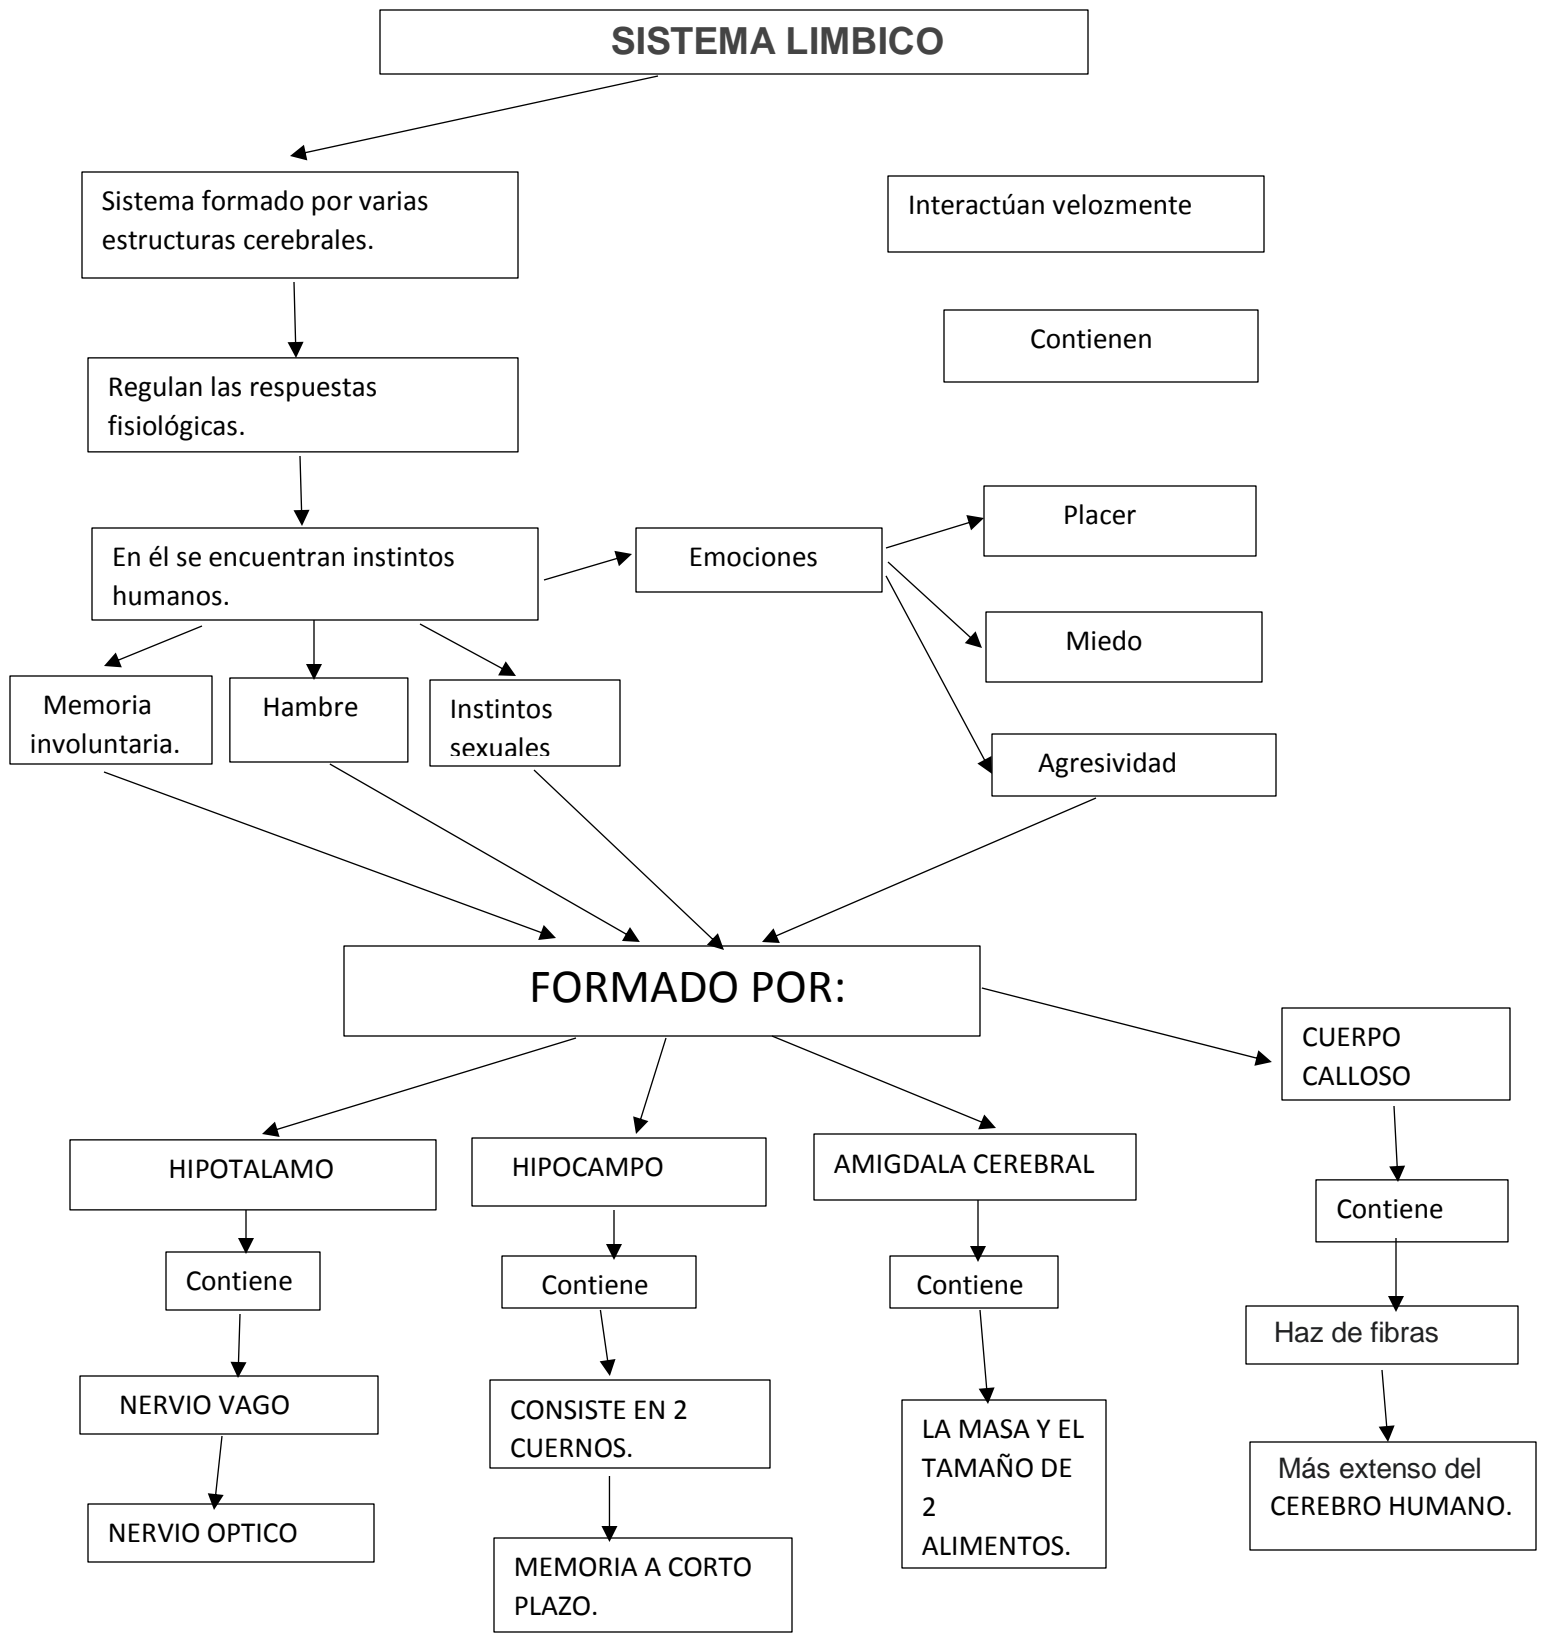 SISTEMA LIMBICO
Sistema formado por varias
estructuras cerebrales.
Interactúan velozmente
Contienen
Regulan las respuestas
fisiológicas.
En él se encuentran instintos
humanos.
Emociones
Placer
Miedo
Agresividad
Memoria
involuntaria.
Hambre
Instintos
sexuales
FORMADO POR:
CUERPO
CALLOSO
HIPOTALAMO
HIPOCAMPO
AMIGDALA CEREBRAL
Contiene
Contiene
Contiene
Contiene
Haz de fibras
NERVIO VAGO
CONSISTE EN 2
CUERNOS.
LA MASA Y EL
TAMAÑO DE
2
ALIMENTOS.
Más extenso del
CEREBRO HUMANO.
NERVIO OPTICO
MEMORIA A CORTO
PLAZO.